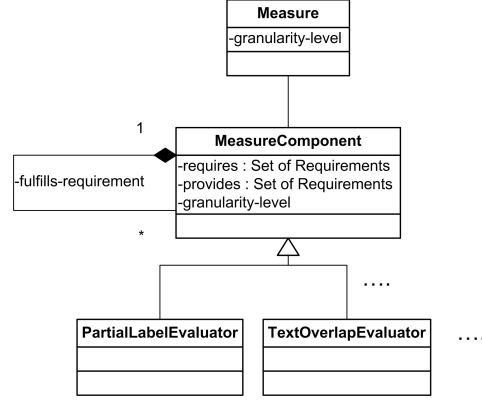 Measure
-granularity-level
1
MeasureComponent
-requires : Set of Requirements
-provides : Set of Requirements
-fulfills-requirement
-granularity-level
*
....
PartialLabelEvaluator
TextOverlapEvaluator
....